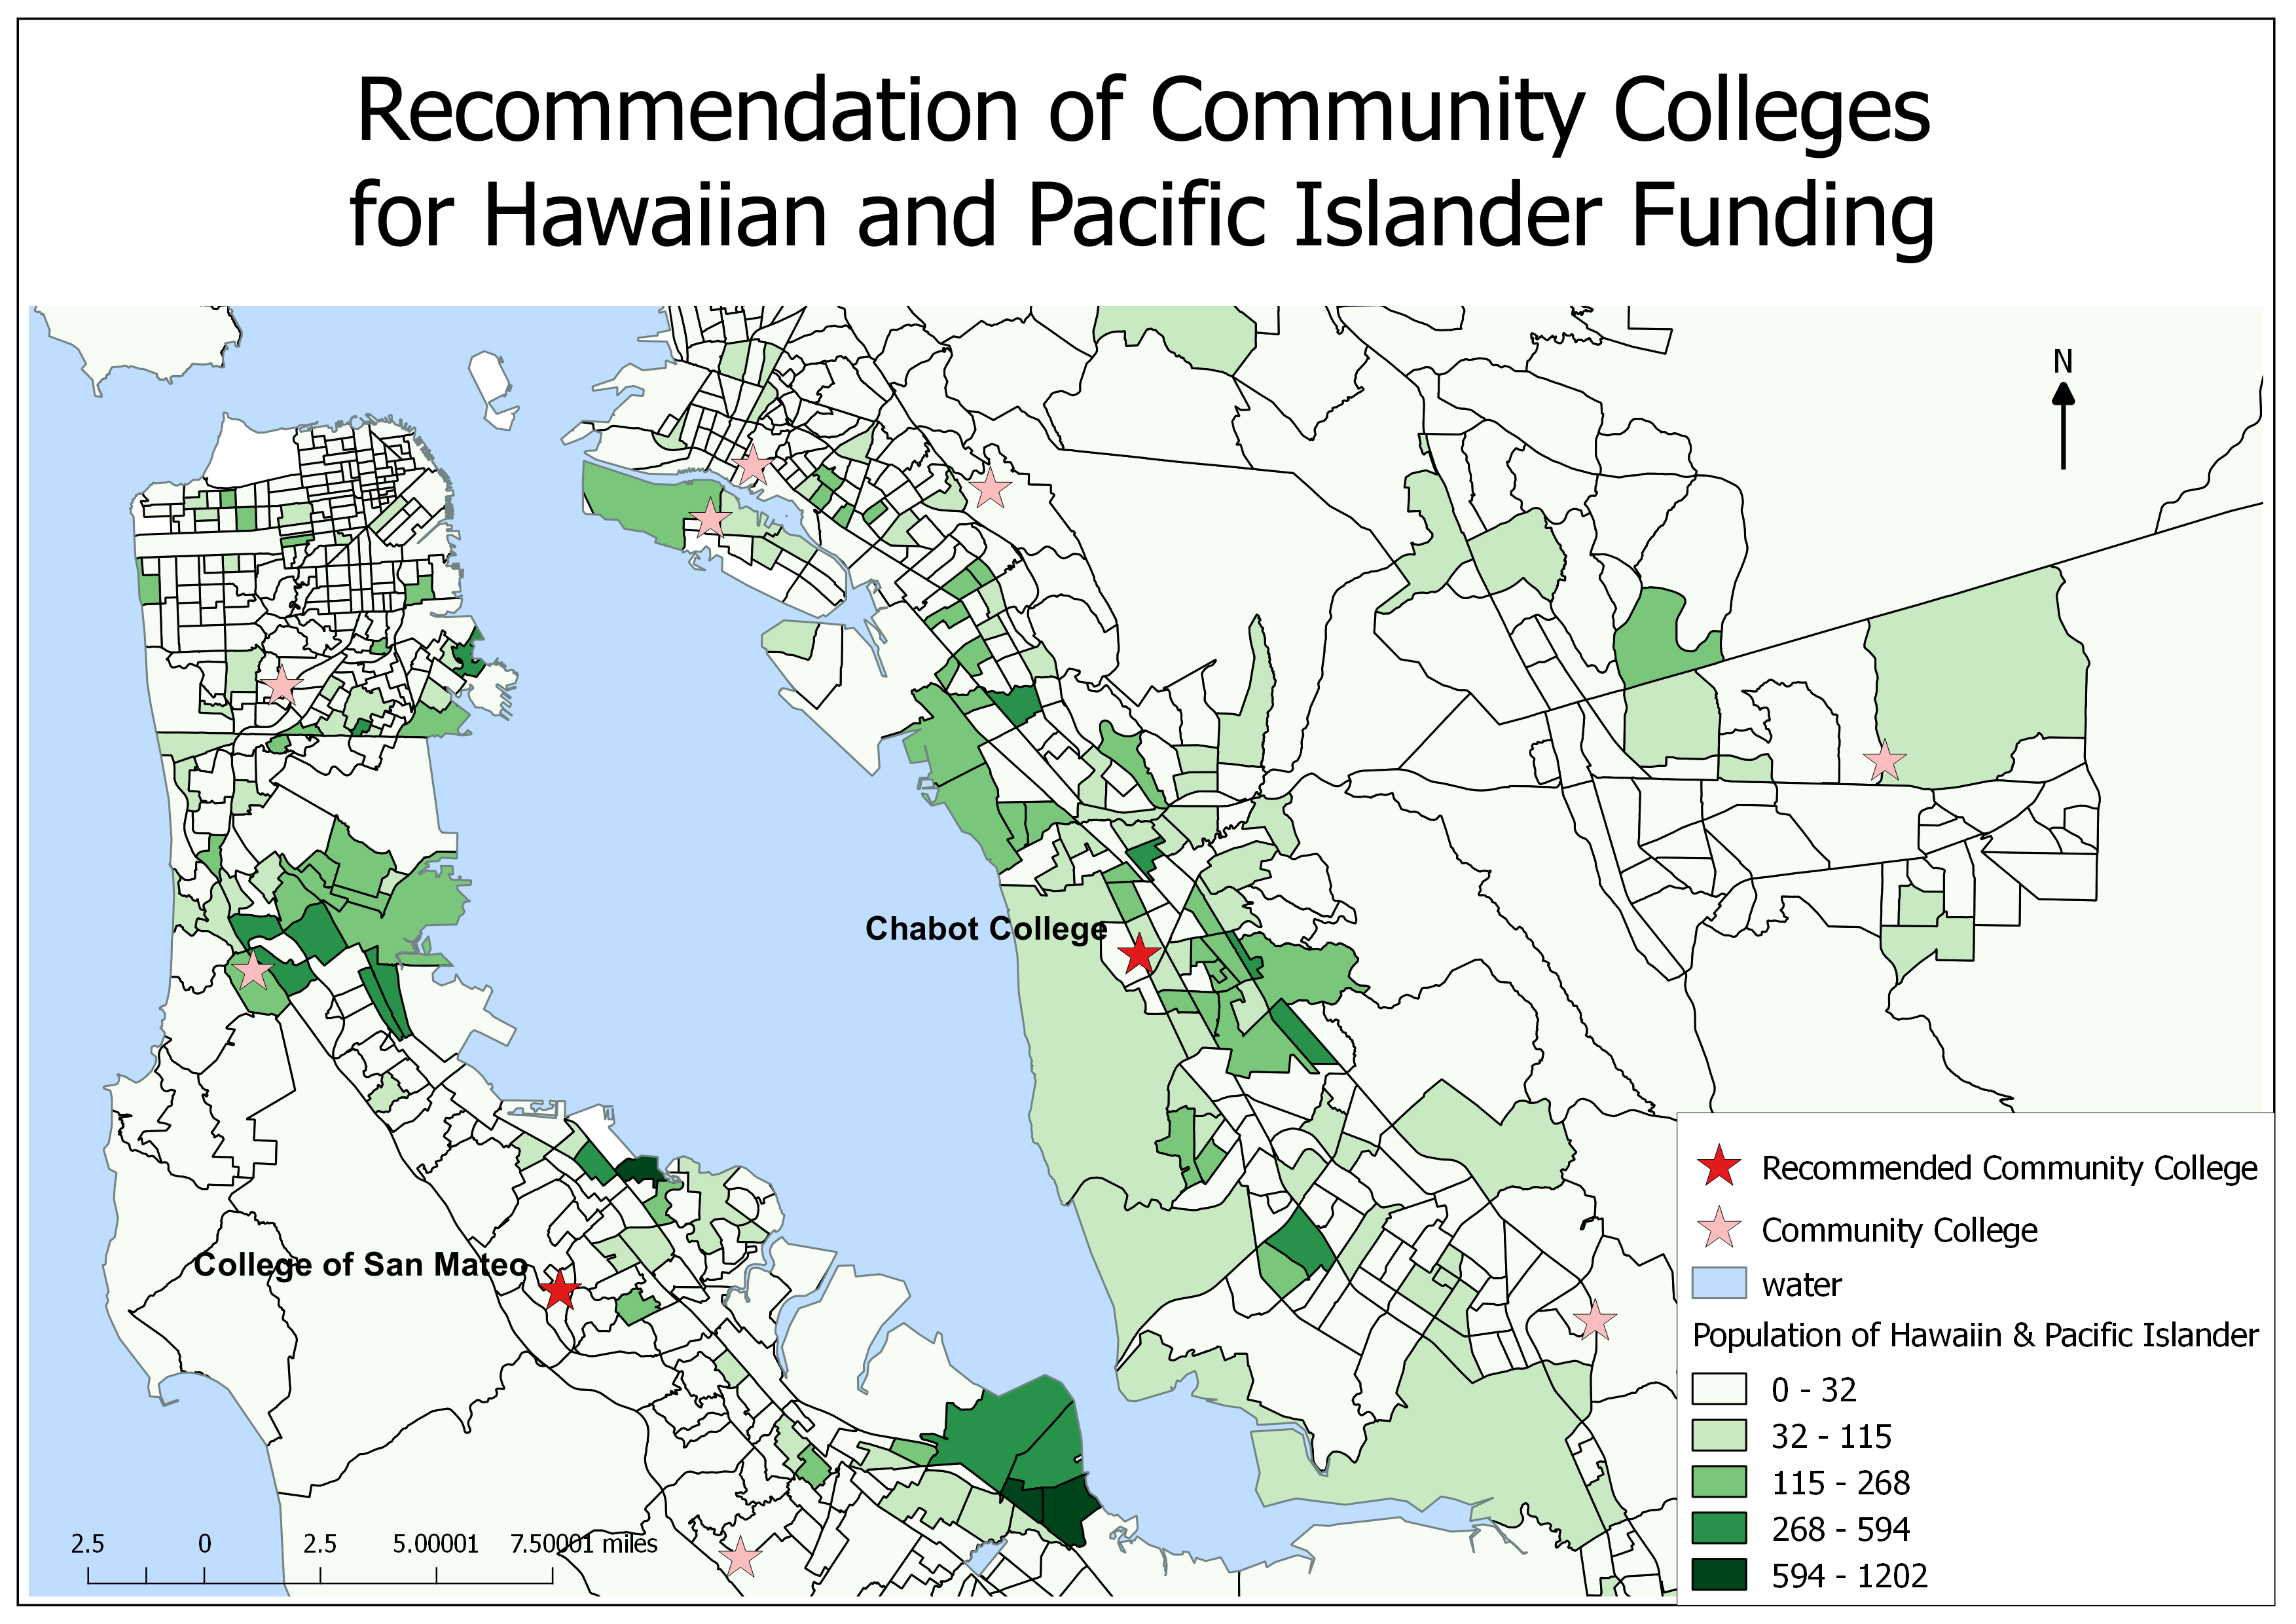 Recommendation of Community Colleges
for Hawaiian and Pacific Islander Funding
N
Chabot College
College of San Mateo
Recommended Community College
Community College
water
Population of Hawaiin & Pacific Islander
0 - 32
32 - 115
115 - 268
268 - 594
594 - 1202
2.5 0 2.5 5.00001 7.50001 miles